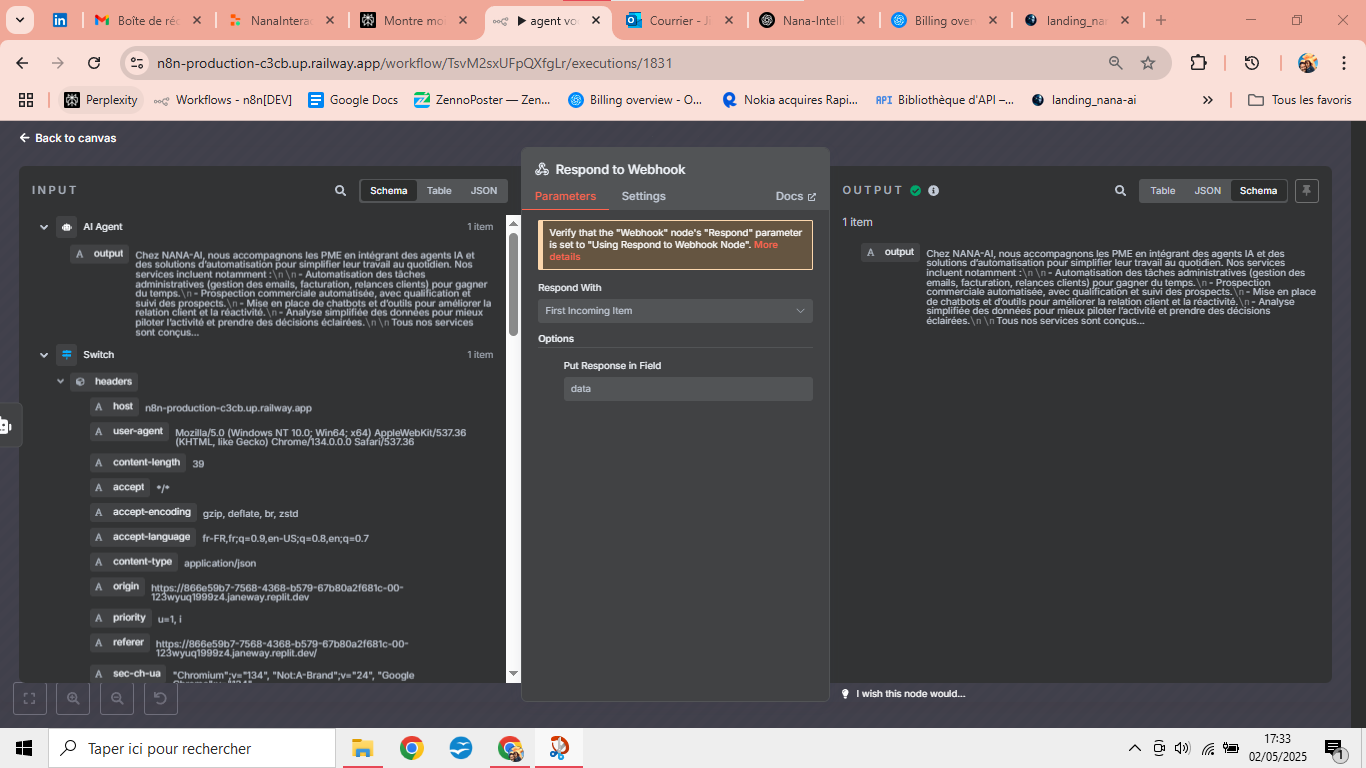 Boîte de réc
NanaInterac
Montre moi
agent voc
Courrier - Ji
Nana-Intelli
Billing over
landing_nan
n8n-production-c3cb.up.railway.app/workflow/TsvM2sxUFpQXfgLr/executions/1831
Perplexity
Workflows - n8n[DEV]
Google Docs
ZennoPoster — Zen...
Billing overview - O...
Nokia acquires Rapi...
API Bibliothèque d'API –...
landing_nana-ai
Tous les favoris
Back to canvas
INPUT
Schema
Table
JSON
AI Agent
1 item
A output
Chez NANA-AI, nous accompagnons les PME en intégrant des agents IA et
des solutions d'automatisation pour simplifier leur travail au quotidien. Nos
services incluent notamment :\n\n- Automatisation des tâches
administratives (gestion des emails, facturation, relances clients) pour gagner
du temps.\n- Prospection commerciale automatisée, avec qualification et
suivi des prospects.\n- Mise en place de chatbots et d'outils pour améliorer la
relation client et la réactivité.\n- Analyse simplifiée des données pour mieux
piloter l'activité et prendre des décisions éclairées.\n\nTous nos services
sont conçus...
Switch
1 item
headers
A host
n8n-production-c3cb.up.railway.app
A user-agent
Mozilla/5.0 (Windows NT 10.0; Win64; x64) AppleWebKit/537.36
(KHTML, like Gecko) Chrome/134.0.0.0 Safari/537.36
A content-length
39
A accept
*/*
A accept-encoding
gzip, deflate, br, zstd
A accept-language
fr-FR,fr;q=0.9,en-US;q=0.8,en;q=0.7
A content-type
application/json
A origin
https://866e59b7-7568-4368-b579-67b80a2f681c-00-
123wyuq1999z4.janeway.replit.dev
A priority
u=1, i
A referer
https://866e59b7-7568-4368-b579-67b80a2f681c-00-
123wyuq1999z4.janeway.replit.dev/
A sec-ch-ua
"Chromium";v="134", "Not:A-Brand";v="24", "Google
Respond to Webhook
Parameters
Settings
Docs
Verify that the "Webhook" node's "Respond" parameter
is set to "Using Respond to Webhook Node". More
details
Respond With
First Incoming Item
Options
Put Response in Field
data
OUTPUT
Table
JSON
Schema
1 item
A output
Chez NANA-AI, nous accompagnons les PME en intégrant des agents IA et des
solutions d'automatisation pour simplifier leur travail au quotidien. Nos services
incluent notamment :\n\n- Automatisation des tâches administratives (gestion des
emails, facturation, relances clients) pour gagner du temps.\n- Prospection
commerciale automatisée, avec qualification et suivi des prospects.\n- Mise en place
de chatbots et d'outils pour améliorer la relation client et la réactivité.\n- Analyse
simplifiée des données pour mieux piloter l'activité et prendre des décisions
éclairées.\n\nTous nos services sont conçus...
I wish this node would...
Taper ici pour rechercher
17:33
02/05/2025
1